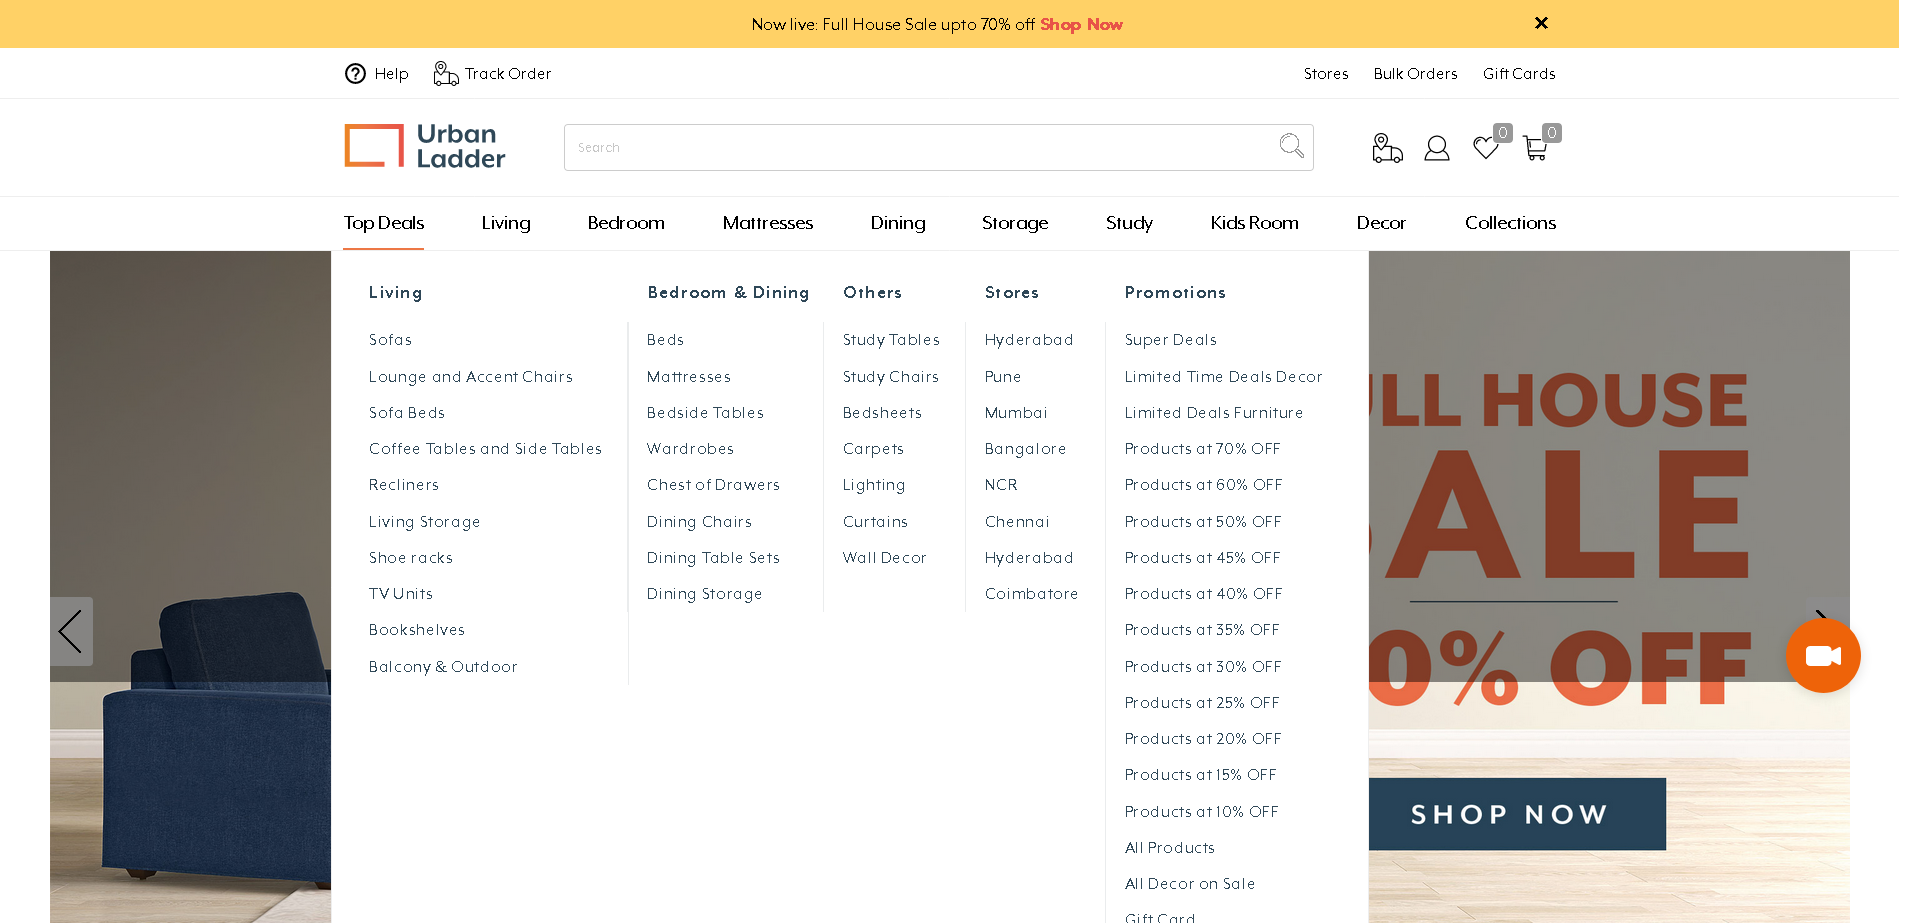 Now live: Full House Sale upto 70% off Shop Now
Help
Track Order
Stores
Bulk Orders
Gift Cards
Urban
Ladder
Search
0
0
Top Deals
Living
Bedroom
Mattresses
Dining
Storage
Study
Kids Room
Decor
Collections
Living
Sofas
Lounge and Accent Chairs
Sofa Beds
Coffee Tables and Side Tables
Recliners
Living Storage
Shoe racks
TV Units
Bookshelves
Balcony & Outdoor
Bedroom & Dining
Beds
Mattresses
Bedside Tables
Wardrobes
Chest of Drawers
Dining Chairs
Dining Table Sets
Dining Storage
Others
Study Tables
Study Chairs
Bedsheets
Carpets
Lighting
Curtains
Wall Decor
Stores
Hyderabad
Pune
Mumbai
Bangalore
NCR
Chennai
Hyderabad
Coimbatore
Promotions
Super Deals
Limited Time Deals Decor
Limited Deals Furniture
Products at 70% OFF
Products at 60% OFF
Products at 50% OFF
Products at 45% OFF
Products at 40% OFF
Products at 35% OFF
Products at 30% OFF
Products at 25% OFF
Products at 20% OFF
Products at 15% OFF
Products at 10% OFF
All Products
All Decor on Sale
Gift Card
ULL HOUSE
SALE
0% OFF
SHOP NOW